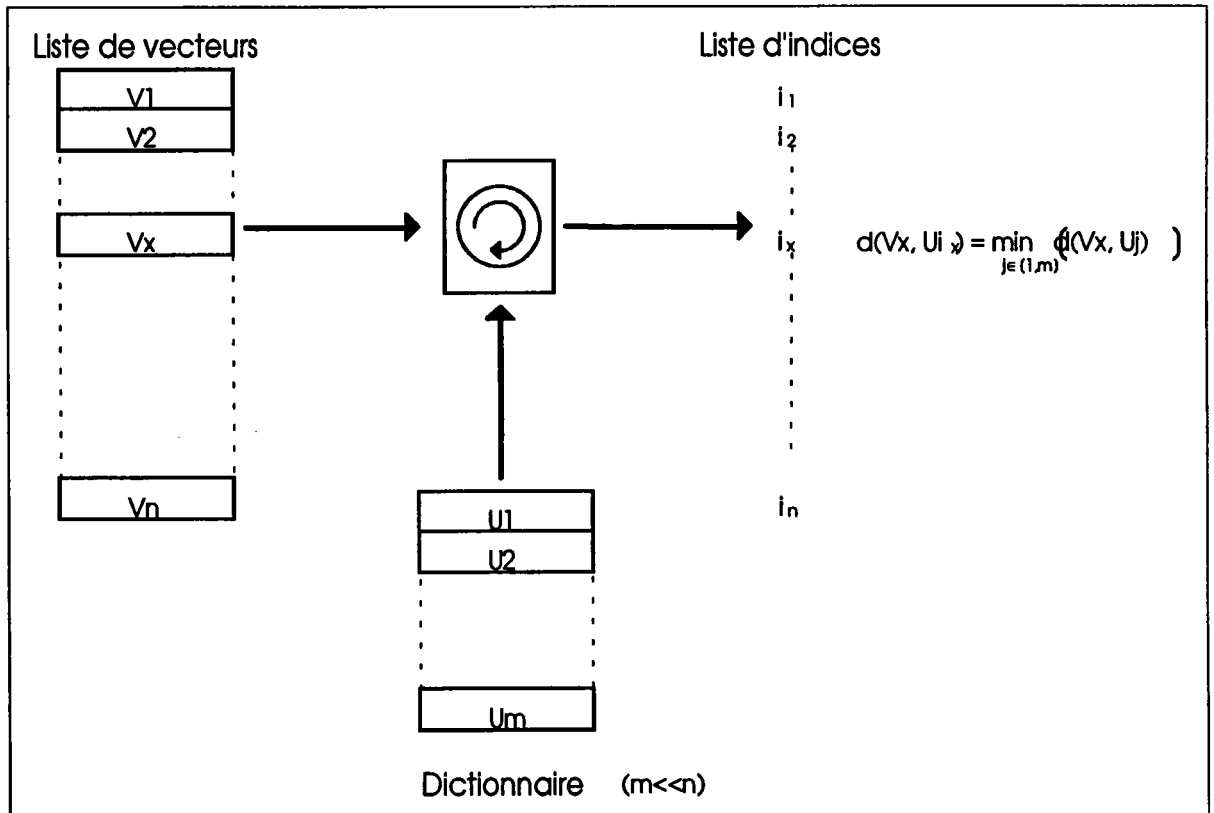 Liste de vecteurs
V1
V2
Vx
Vn
U1
U2
Um
Dictionnaire (m<<n)
Liste d'indices
i1
i2
ix d(Vx, Ui x) = min (d(Vx, Uj) )
j∈(1,m)
in